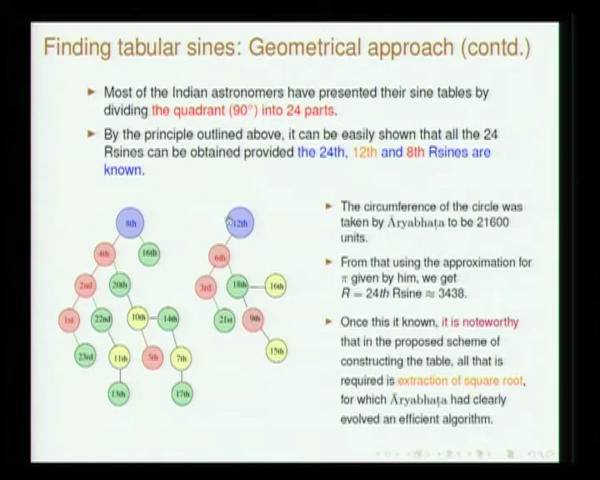 Finding tabular sines: Geometrical approach (contd.)
► Most of the Indian astronomers have presented their sine tables by
dividing the quadrant (90°) into 24 parts.
► By the principle outlined above, it can be easily shown that all the 24
Rsines can be obtained provided the 24th, 12th and 8th Rsines are
known.
8th
4th
16th
2nd
20th
1st
22nd
10th
14th
23rd
11th
5th
7th
13th
17th
12th
6th
3rd
18th
16th
21st
9th
15th
► The circumference of the circle was
taken by Āryabhaṭa to be 21600
units.
► From that using the approximation for
π given by him, we get
R = 24th Rsine ≈ 3438.
► Once this it known, it is noteworthy
that in the proposed scheme of
constructing the table, all that is
required is extraction of square root,
for which Āryabhaṭa had clearly
evolved an efficient algorithm.